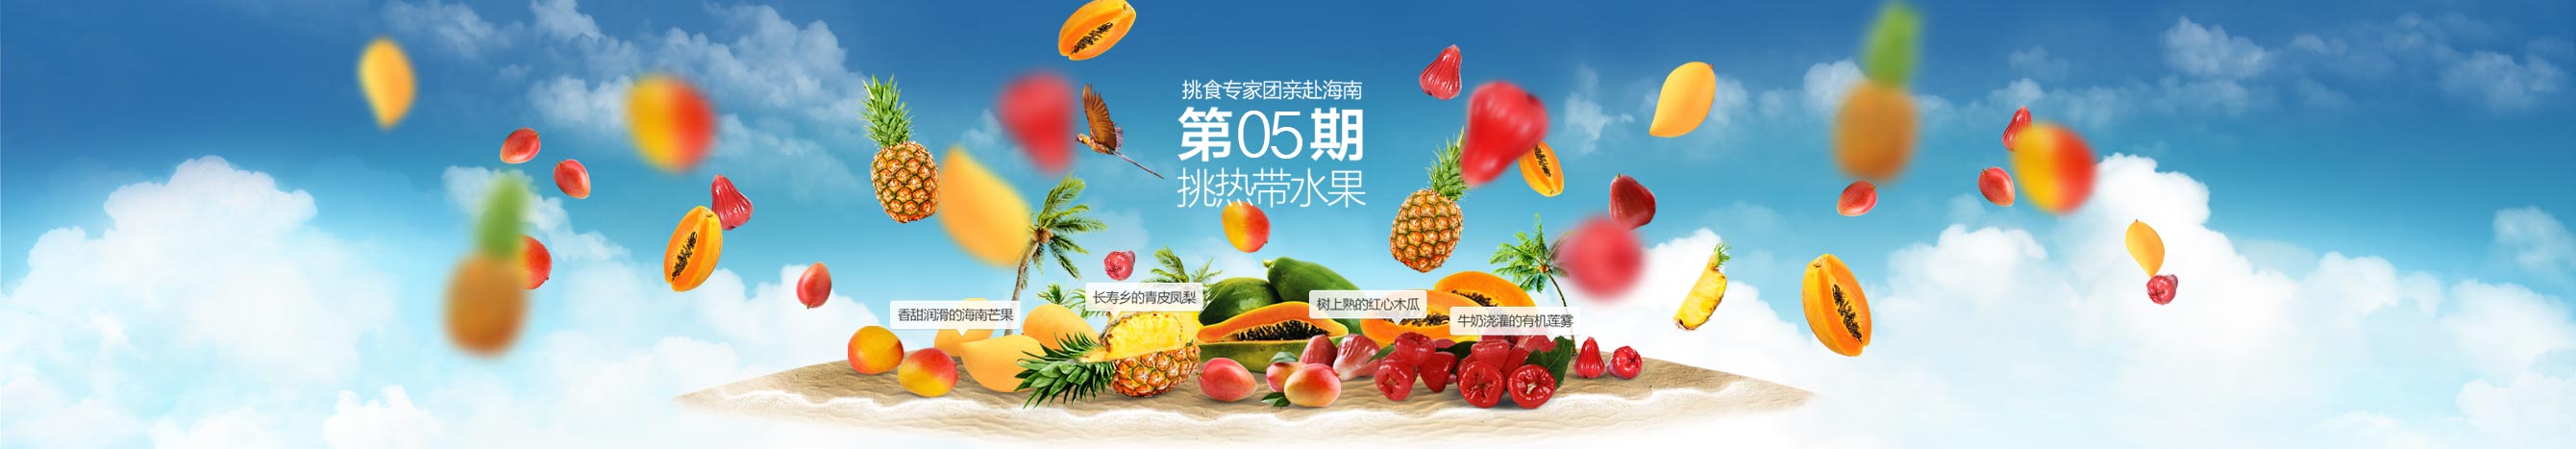 挑食专家团亲赴海南
第05期
挑热带水果
香甜润滑的海南芒果
长寿乡的青皮凤梨
树上熟的红心木瓜
牛奶浇灌的有机莲雾